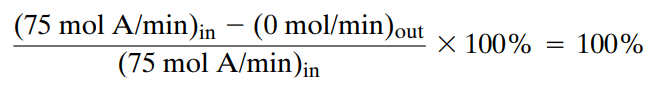 (75 mol A/min)in − (0 mol/min)out
(75 mol A/min)in
× 100% = 100%